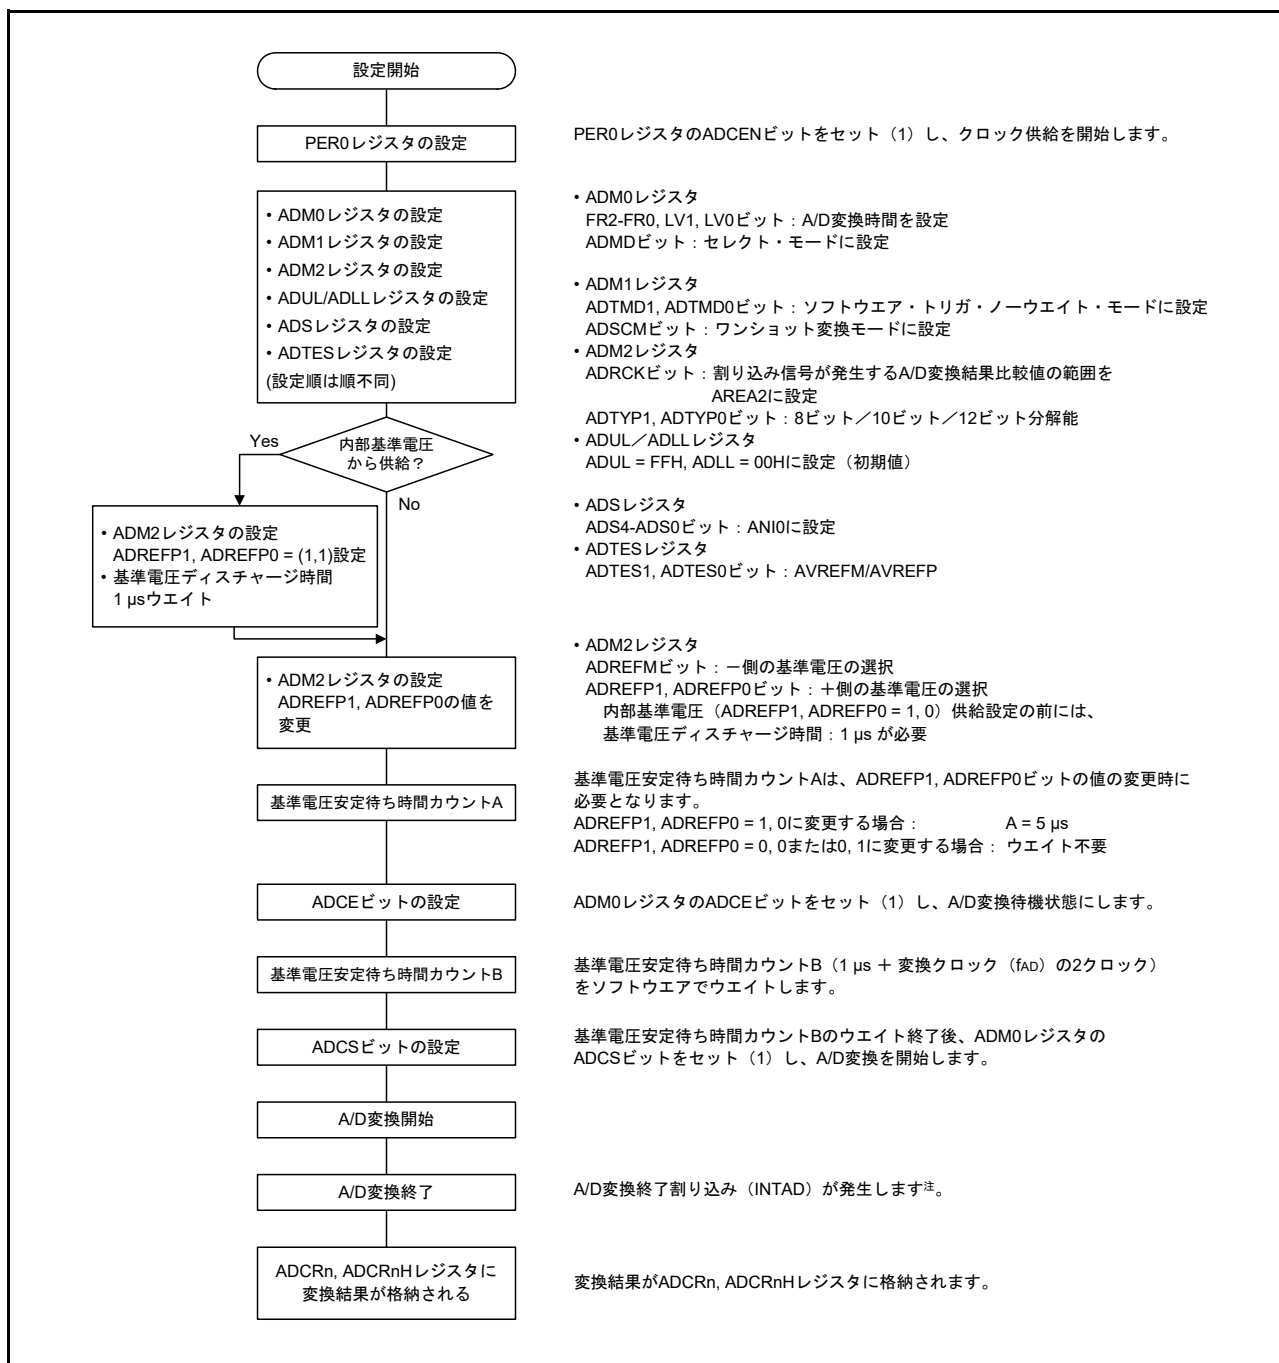 設定開始
PER0レジスタの設定
PER0レジスタのADCENビットをセット（1）し、クロック供給を開始します。
• ADM0レジスタの設定
• ADM1レジスタの設定
• ADM2レジスタの設定
• ADUL/ADLLレジスタの設定
• ADSレジスタの設定
• ADTESレジスタの設定
(設定順は順不同)
• ADM0レジスタ
FR2-FR0, LV1, LV0ビット：A/D変換時間を設定
ADMDビット：セレクト・モードに設定
• ADM1レジスタ
ADTMD1, ADTMD0ビット：ソフトウエア・トリガ・ノーウエイト・モードに設定
ADSCMビット：ワンショット変換モードに設定
• ADM2レジスタ
ADRCKビット：割り込み信号が発生するA/D変換結果比較値の範囲を
AREA2に設定
ADTYP1, ADTYP0ビット：8ビット／10ビット／12ビット分解能
• ADUL／ADLLレジスタ
ADUL = FFH, ADLL = 00Hに設定（初期値）
• ADSレジスタ
ADS4-ADS0ビット：ANI0に設定
• ADTESレジスタ
ADTES1, ADTES0ビット：AVREFM/AVREFP
内部基準電圧
から供給？
Yes
No
• ADM2レジスタの設定
ADREFP1, ADREFP0 = (1,1)設定
• 基準電圧ディスチャージ時間
1 µsウエイト
• ADM2レジスタの設定
ADREFP1, ADREFP0の値を
変更
• ADM2レジスタ
ADREFMビット：－側の基準電圧の選択
ADREFP1, ADREFP0ビット：＋側の基準電圧の選択
内部基準電圧（ADREFP1, ADREFP0 = 1, 0）供給設定の前には、
基準電圧ディスチャージ時間：1 µs が必要
基準電圧安定待ち時間カウントA
基準電圧安定待ち時間カウントAは、ADREFP1, ADREFP0ビットの値の変更時に
必要となります。
ADREFP1, ADREFP0 = 1, 0に変更する場合： A = 5 µs
ADREFP1, ADREFP0 = 0, 0または0, 1に変更する場合： ウエイト不要
ADCEビットの設定
ADM0レジスタのADCEビットをセット（1）し、A/D変換待機状態にします。
基準電圧安定待ち時間カウントB
基準電圧安定待ち時間カウントB（1 µs ＋ 変換クロック（fAD）の2クロック）
をソフトウエアでウエイトします。
ADCSビットの設定
基準電圧安定待ち時間カウントBのウエイト終了後、ADM0レジスタの
ADCSビットをセット（1）し、A/D変換を開始します。
A/D変換開始
A/D変換終了
A/D変換終了割り込み（INTAD）が発生します注。
ADCRn, ADCRnHレジスタに
変換結果が格納される
変換結果がADCRn, ADCRnHレジスタに格納されます。